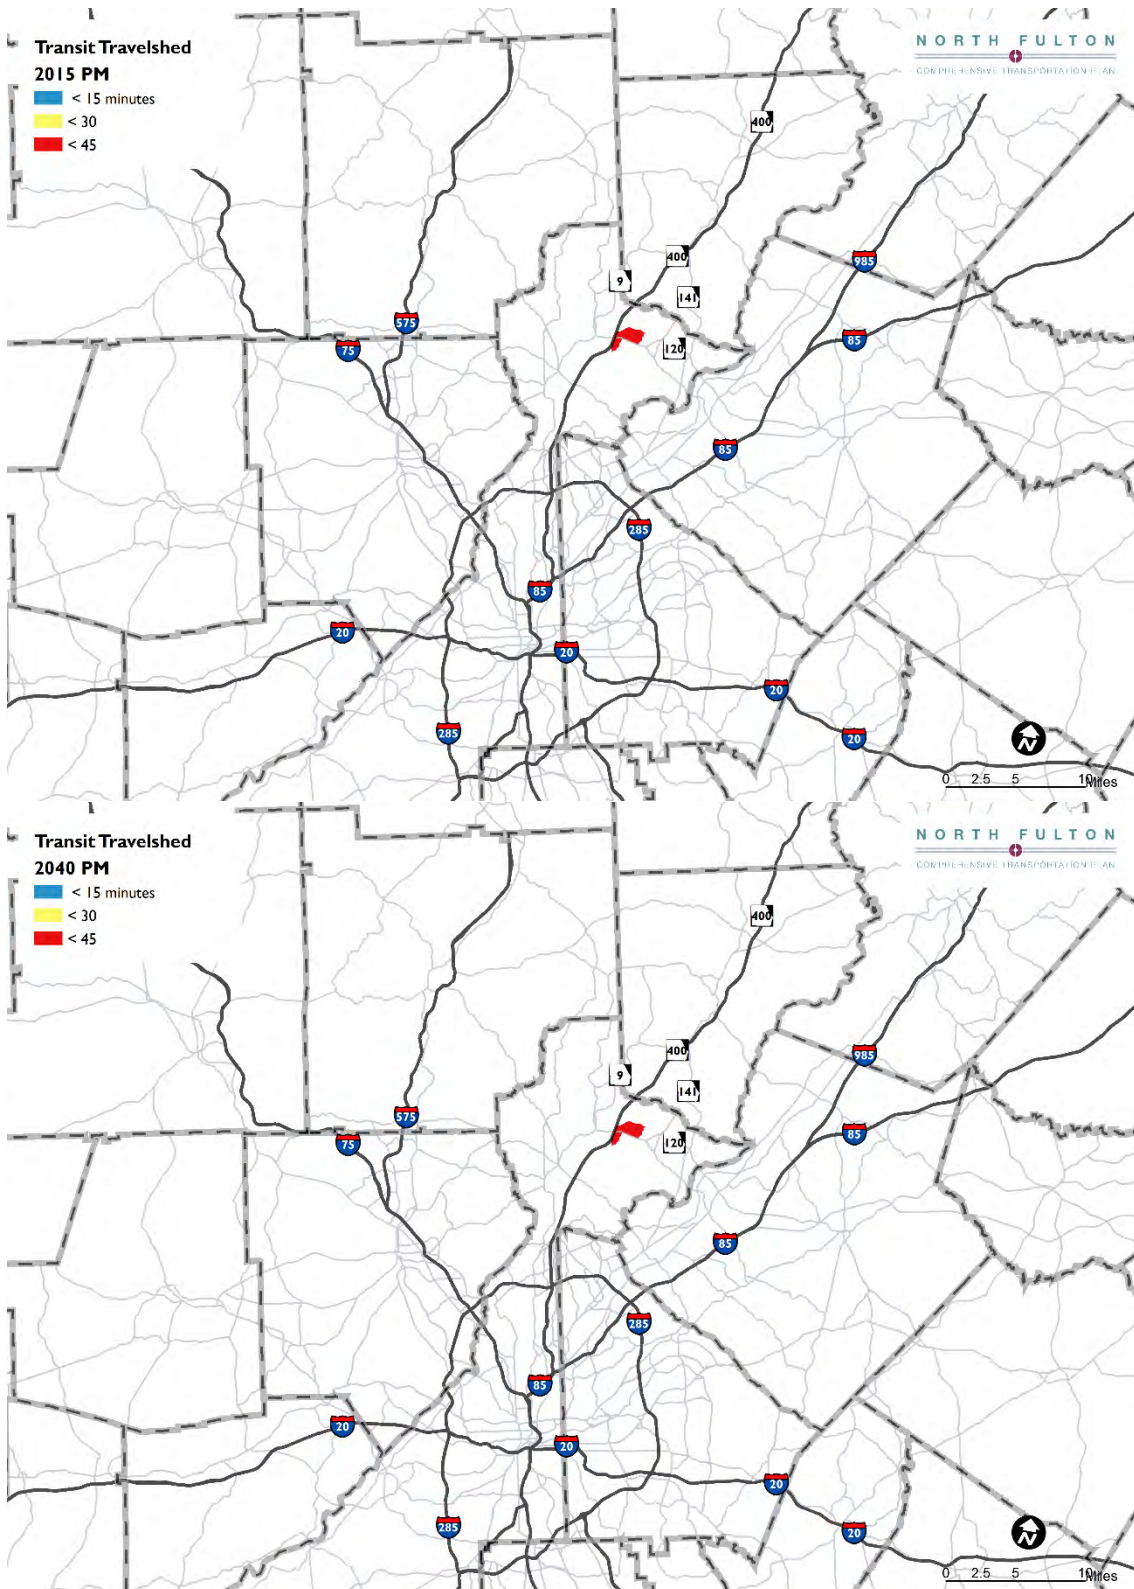 Transit Travelshed
2015 PM
< 15 minutes
< 30
< 45
NORTH FULTON
COMPREHENSIVE TRANSPORTATION PLAN
400
985
400
9
141
575
75
120
85
85
285
85
20
20
20
285
20
0 2.5 5 10 Miles
N
Transit Travelshed
2040 PM
< 15 minutes
< 30
< 45
NORTH FULTON
COMPREHENSIVE TRANSPORTATION PLAN
400
400
985
9
141
575
75
120
85
85
285
85
20
20
20
285
20
N
0 2.5 5 10 Miles